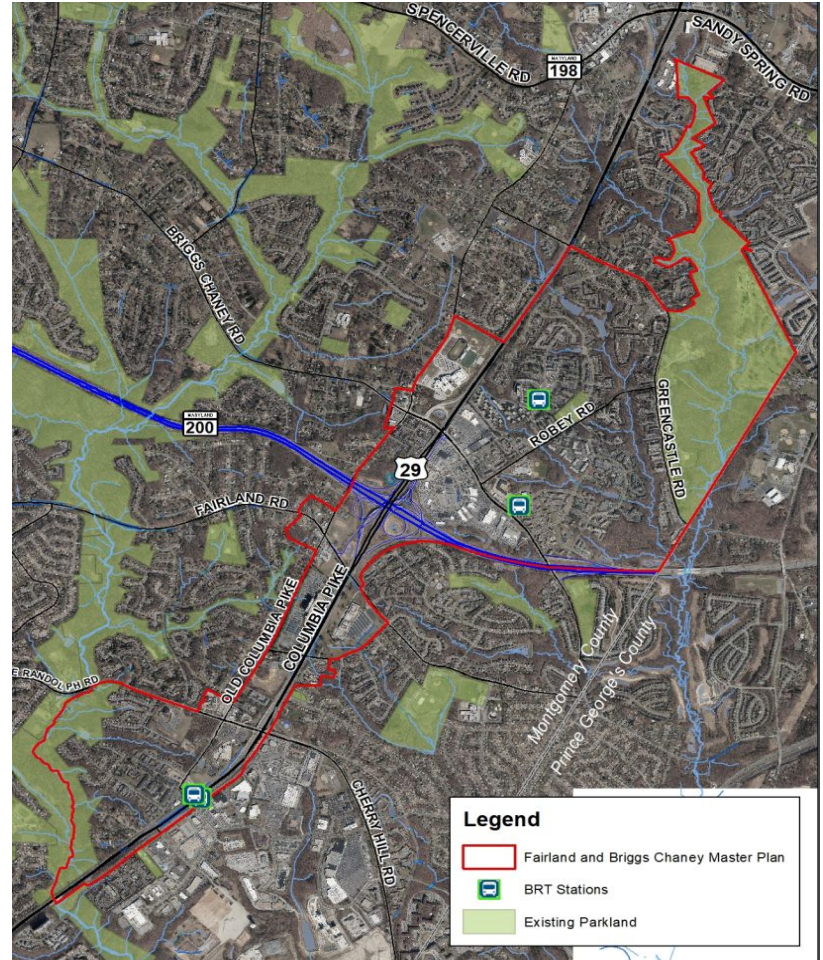 SPENCERVILLE RD
MARYLAND
198
SANDY SPRING RD
BRIGGS CHANEY RD
MARYLAND
200
ROBEY RD
GREENCASTLE RD
29
FAIRLAND RD
COLUMBIA PIKE
OLD COLUMBIA PIKE
E RANDOLPH RD
Montgomery County
Prince George's County
CHERRY HILL RD
Legend
Fairland and Briggs Chaney Master Plan
BRT Stations
Existing Parkland